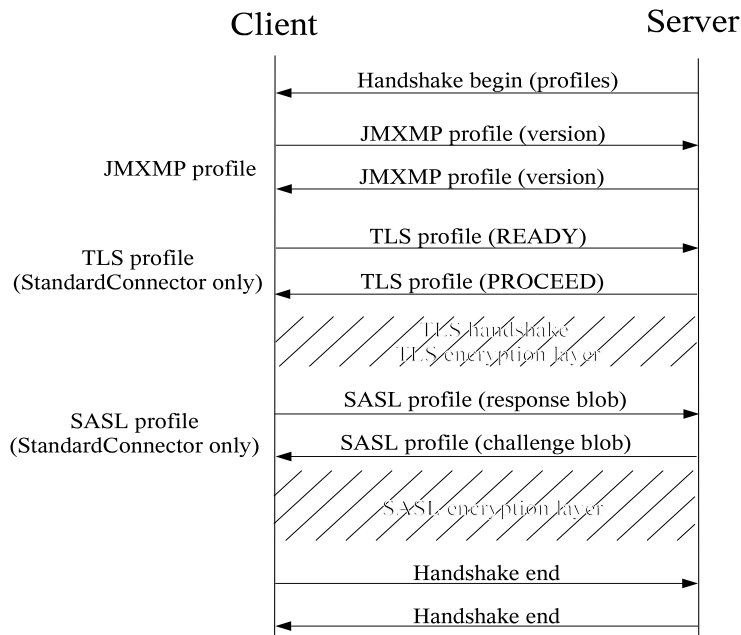 Client
Server
Handshake begin (profiles)
JMXMP profile (version)
JMXMP profile
JMXMP profile (version)
TLS profile (READY)
TLS profile
(StandardConnector only)
TLS profile (PROCEED)
TLS handshake
TLS encryption layer
SASL profile (response blob)
SASL profile
(StandardConnector only)
SASL profile (challenge blob)
SASL encryption layer
Handshake end
Handshake end